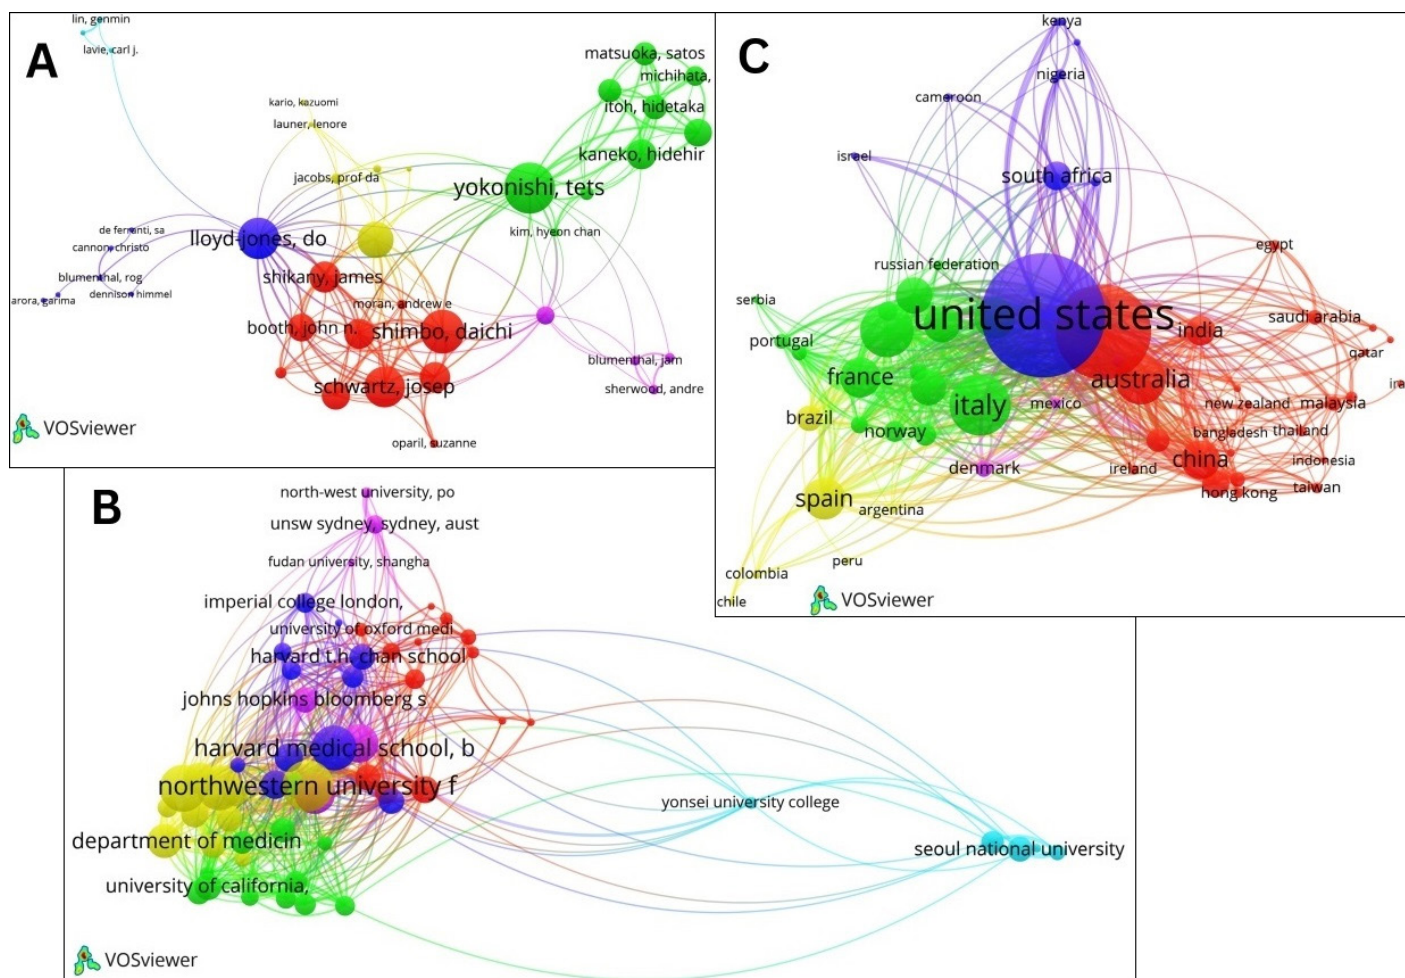 A
lin, genmin
lavie, carl j.
matsuoka, satos
michihata,
itoh, hidetaka
kaneko, hidehir
kario, kazuomi
launer, lenore
jacobs, prof da
yokonishi, tets
kim, hyeon chan
de ferranti, sa
lloyd-jones, do
cannon, christo
blumenthal, rog
shikany, james
arora, garima
dennison himmel
moran, andrew e
booth, john n.
shimbo, daichi
blumenthal, jam
schwartz, josep
sherwood, andre
oparil, suzanne
VOSviewer
C
kenya
nigeria
cameroon
israel
south africa
egypt
russian federation
serbia
united states
saudi arabia
india
portugal
qatar
france
australia
ira
italy
mexico
new zealand
malaysia
brazil
norway
bangladesh
thailand
china
denmark
ireland
indonesia
hong kong
taiwan
spain
argentina
peru
colombia
chile
VOSviewer
B
north-west university, po
unsw sydney, sydney, aust
fudan university, shangha
imperial college london,
university of oxford medi
harvard t.h. chan school
johns hopkins bloomberg s
harvard medical school, b
northwestern university f
yonsei university college
department of medicin
seoul national university
university of california,
VOSviewer